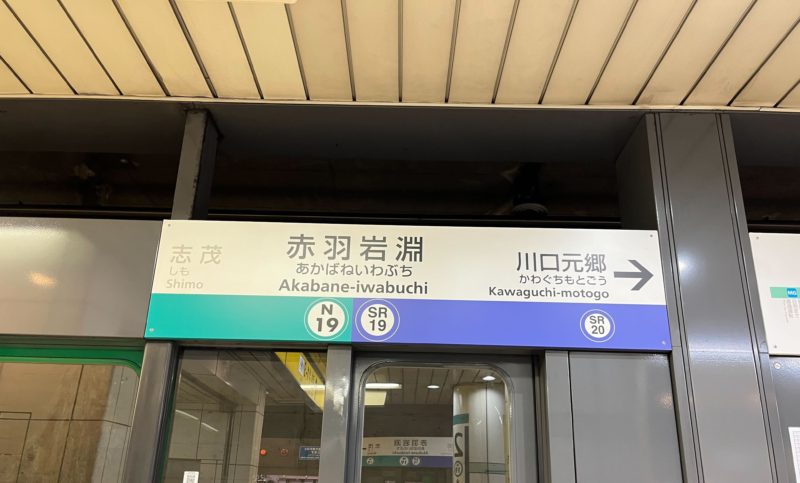 志茂
しも
Shimo
赤羽岩淵
あかばねいわぶち
Akabane-iwabuchi
川口元郷
かわぐちもとごう
Kawaguchi-motogo
N
19
SR
19
SR
20